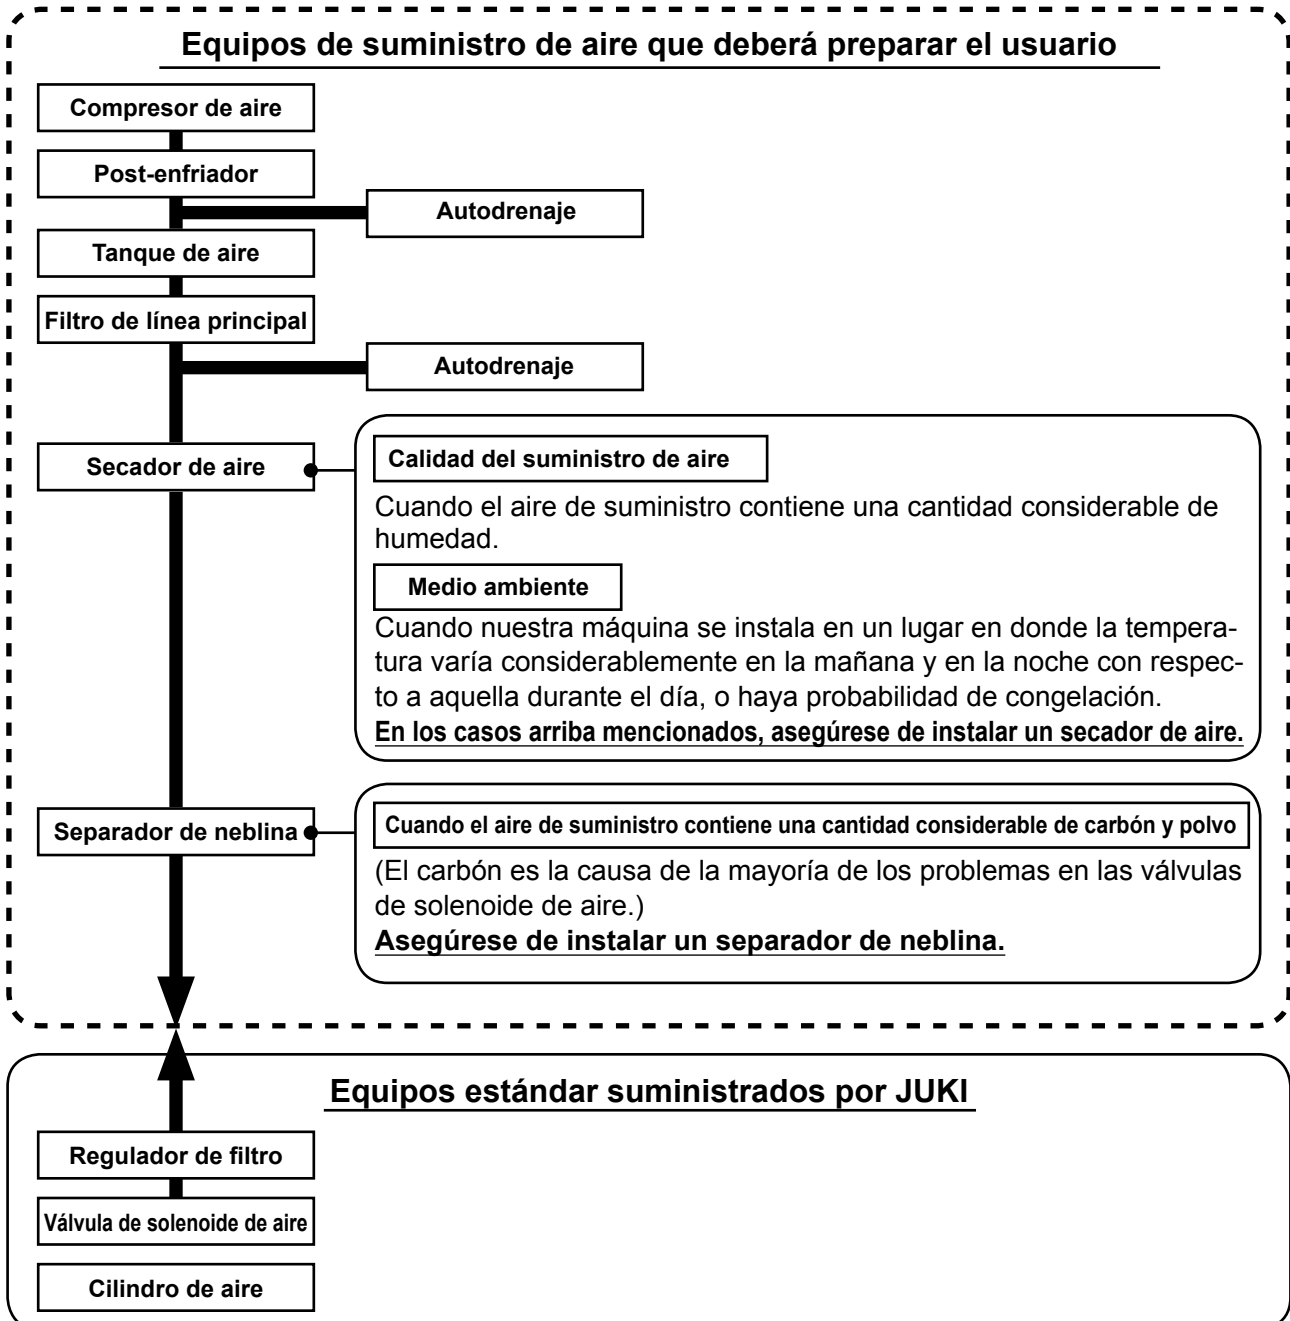 Equipos de suministro de aire que deberá preparar el usuario
Compresor de aire
Post-enfriador
Autodrenaje
Tanque de aire
Filtro de línea principal
Autodrenaje
Secador de aire
Calidad del suministro de aire
Cuando el aire de suministro contiene una cantidad considerable de
humedad.
Medio ambiente
Cuando nuestra máquina se instala en un lugar en donde la tempera-
tura varía considerablemente en la mañana y en la noche con respec-
to a aquella durante el día, o haya probabilidad de congelación.
En los casos arriba mencionados, asegúrese de instalar un secador de aire.
Separador de neblina
Cuando el aire de suministro contiene una cantidad considerable de carbón y polvo
(El carbón es la causa de la mayoría de los problemas en las válvulas
de solenoide de aire.)
Asegúrese de instalar un separador de neblina.
Equipos estándar suministrados por JUKI
Regulador de filtro
Válvula de solenoide de aire
Cilindro de aire